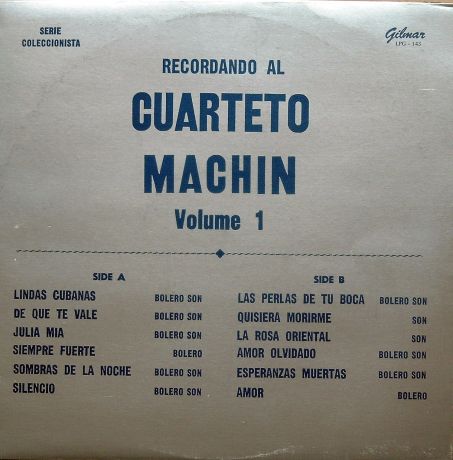 SERIE
COLECCIONISTA
Gilmar
LPG - 143
RECORDANDO AL
CUARTETO
MACHIN
Volume 1
SIDE A
LINDAS CUBANAS BOLERO SON
DE QUE TE VALE BOLERO SON
JULIA MIA BOLERO SON
SIEMPRE FUERTE BOLERO
SOMBRAS DE LA NOCHE BOLERO SON
SILENCIO BOLERO SON
SIDE B
LAS PERLAS DE TU BOCA BOLERO SON
QUISIERA MORIRME SON
LA ROSA ORIENTAL SON
AMOR OLVIDADO BOLERO SON
ESPERANZAS MUERTAS BOLERO SON
AMOR BOLERO